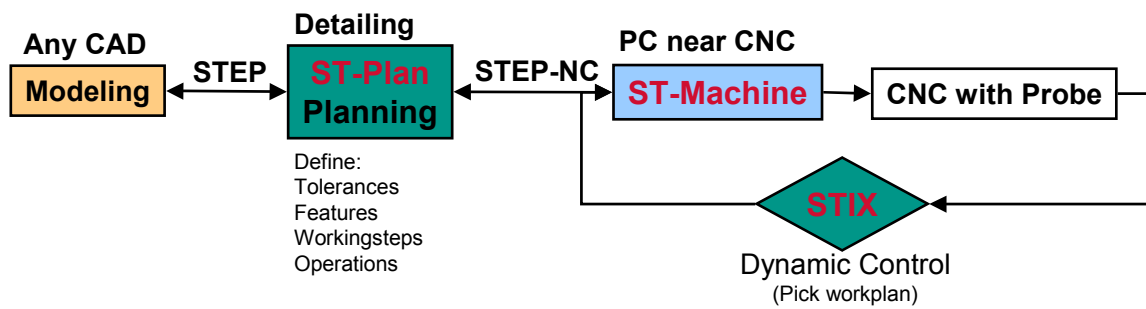 Any CAD
Modeling
STEP
Detailing
ST-Plan
Planning
Define:
Tolerances
Features
Workingsteps
Operations
STEP-NC
PC near CNC
ST-Machine
CNC with Probe
STIX
Dynamic Control
(Pick workplan)